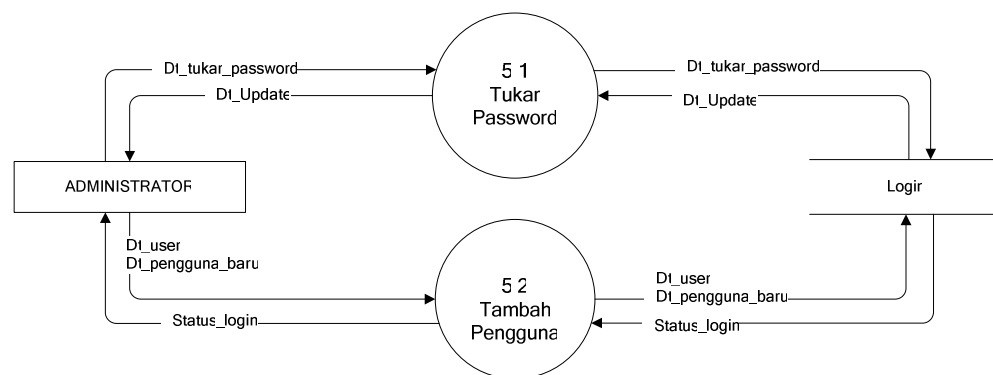 Dt_tukar_password
Dt_Update
5.1
Tukar
Password
Dt_tukar_password
Dt_Update
ADMINISTRATOR
Login
Dt_user
Dt_pengguna_baru
Status_login
5.2
Tambah
Pengguna
Dt_user
Dt_pengguna_baru
Status_login